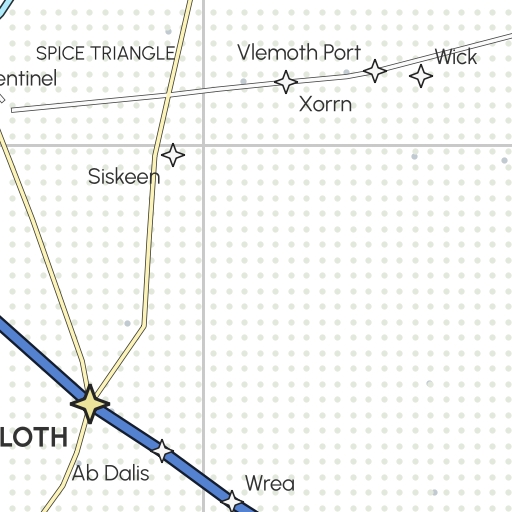 Vlemoth Port
SPICE TRIANGLE
Wick
entinel
Xorrn
Siskeen
LOTH
Ab Dalis
Wrea